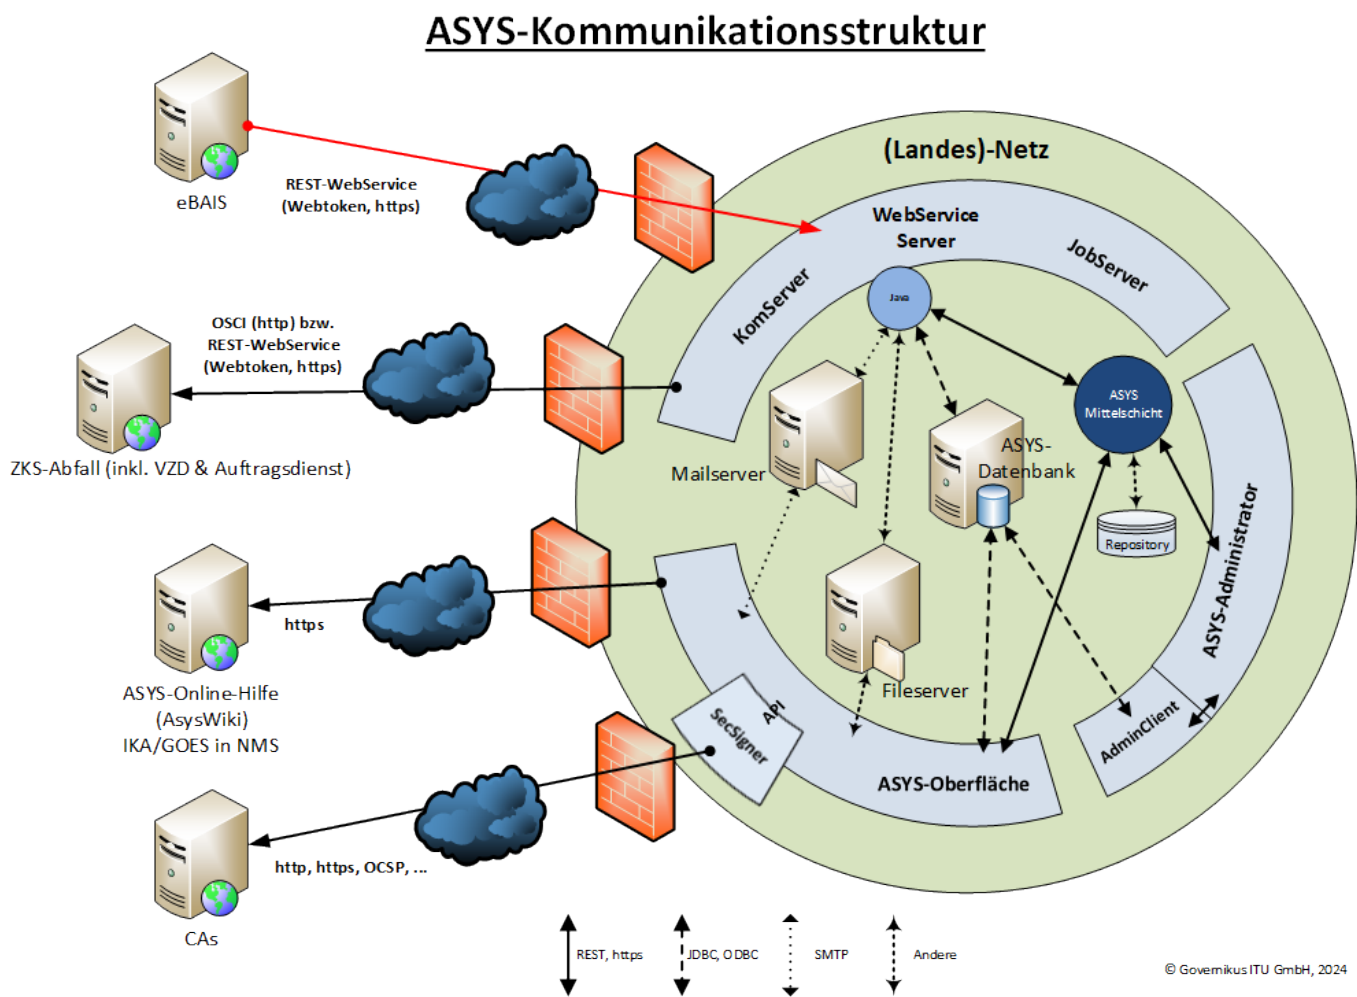 ASYS-Kommunikationsstruktur
(Landes)-Netz
eBAIS
REST-WebService
(Webtoken, https)
WebService
Server
KomServer
JobServer
Java
OSCI (http) bzw.
REST-WebService
(Webtoken, https)
ZKS-Abfall (inkl. VZD & Auftragsdienst)
ASYS
Mittelschicht
Mailserver
ASYS-
Datenbank
Repository
ASYS-Administrator
https
ASYS-Online-Hilfe
(AsysWiki)
IKA/GOES in NMS
Fileserver
API
SecSigner
AdminClient
ASYS-Oberfläche
http, https, OCSP, ...
CAs
REST, https
JDBC, ODBC
SMTP
Andere
© Governikus ITU GmbH, 2024